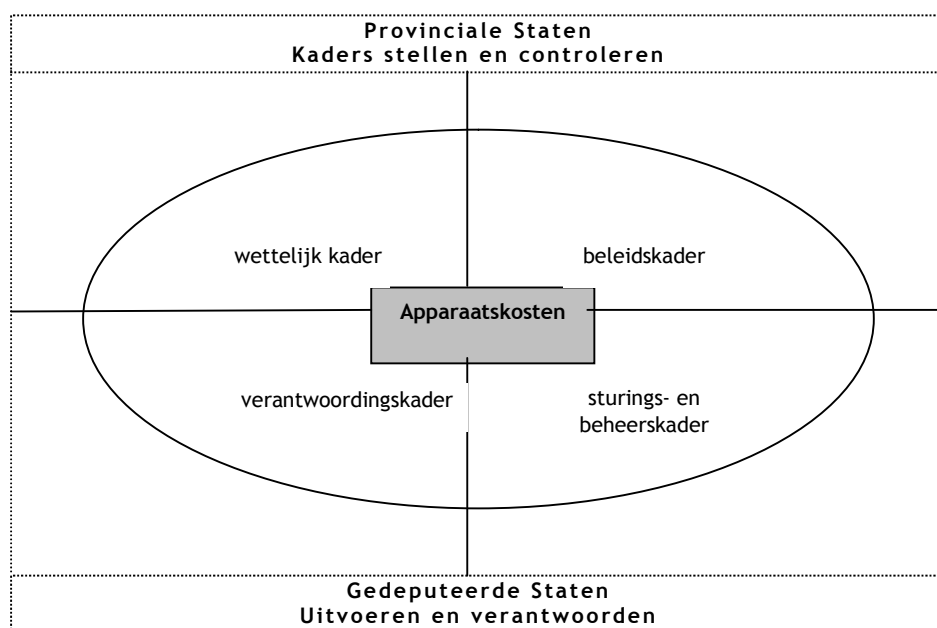 Provinciale Staten
Kaders stellen en controleren
wettelijk kader
beleidskader
Apparaatskosten
verantwoordingskader
sturings- en
beheerskader
Gedeputeerde Staten
Uitvoeren en verantwoorden